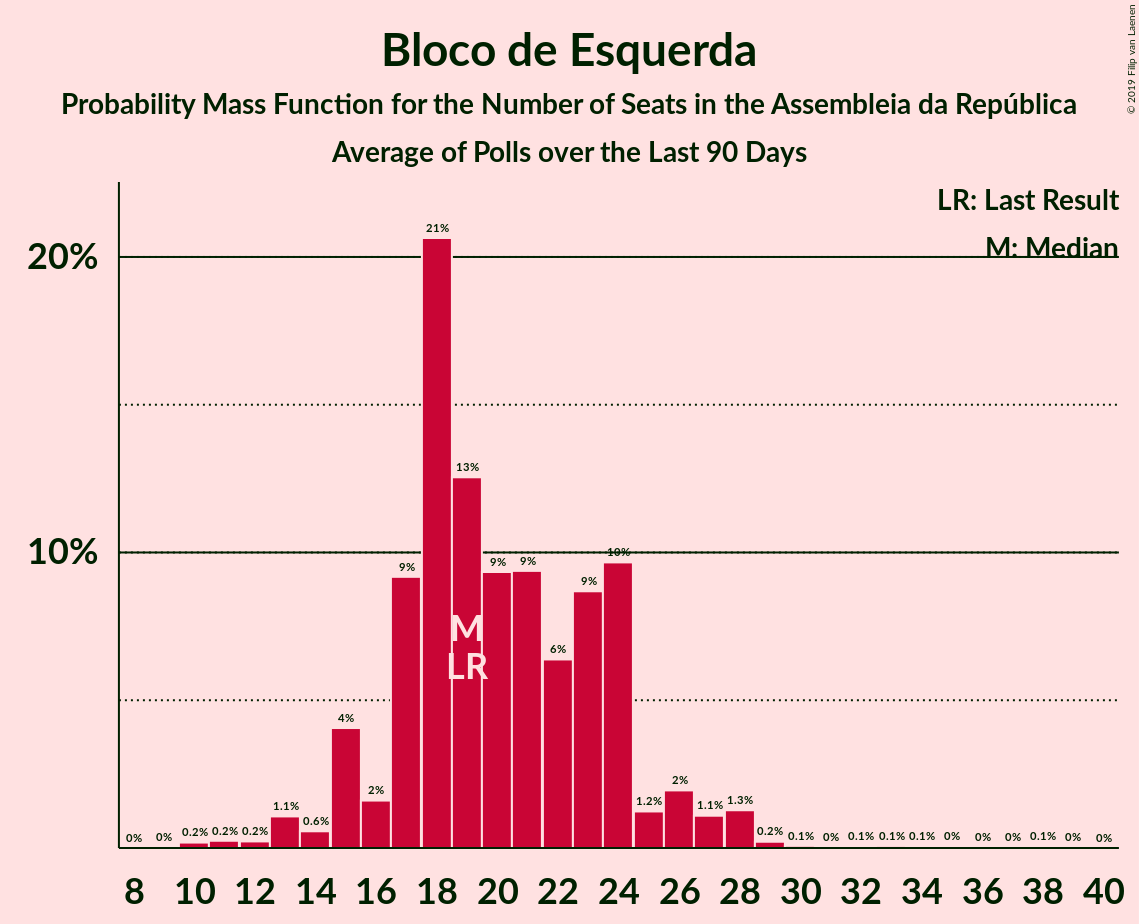 Bloco de Esquerda
Probability Mass Function for the Number of Seats in the Assembleia da República
Average of Polls over the Last 90 Days
© 2019 Filip van Laenen
LR: Last Result
M: Median
20%
10%
0% 0% 0.2% 0.2% 0.2% 1.1% 0.6% 4% 2% 9% 21% 13% 9% 9% 6% 9% 10% 1.2% 2% 1.1% 1.3% 0.2% 0.1% 0% 0.1% 0.1% 0.1% 0% 0% 0% 0.1% 0% 0%
M
LR
8 10 12 14 16 18 20 22 24 26 28 30 32 34 36 38 40